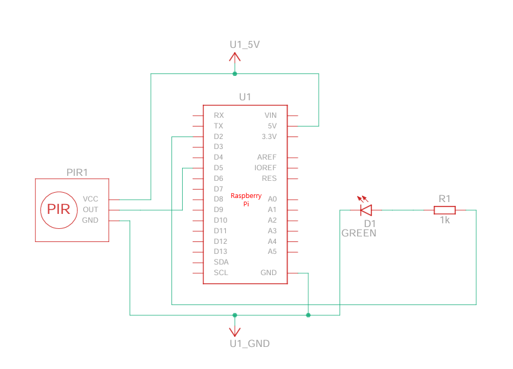 U1_5V
U1
RX
TX
D2
D3
D4
D5
D6
D7
D8
D9
D10
D11
D12
D13
SDA
SCL
VIN
5V
3.3V
AREF
IOREF
RES
A0
A1
A2
A3
A4
A5
GND
Raspberry
Pi
PIR1
PIR
VCC
OUT
GND
D1
GREEN
R1
1k
U1_GND